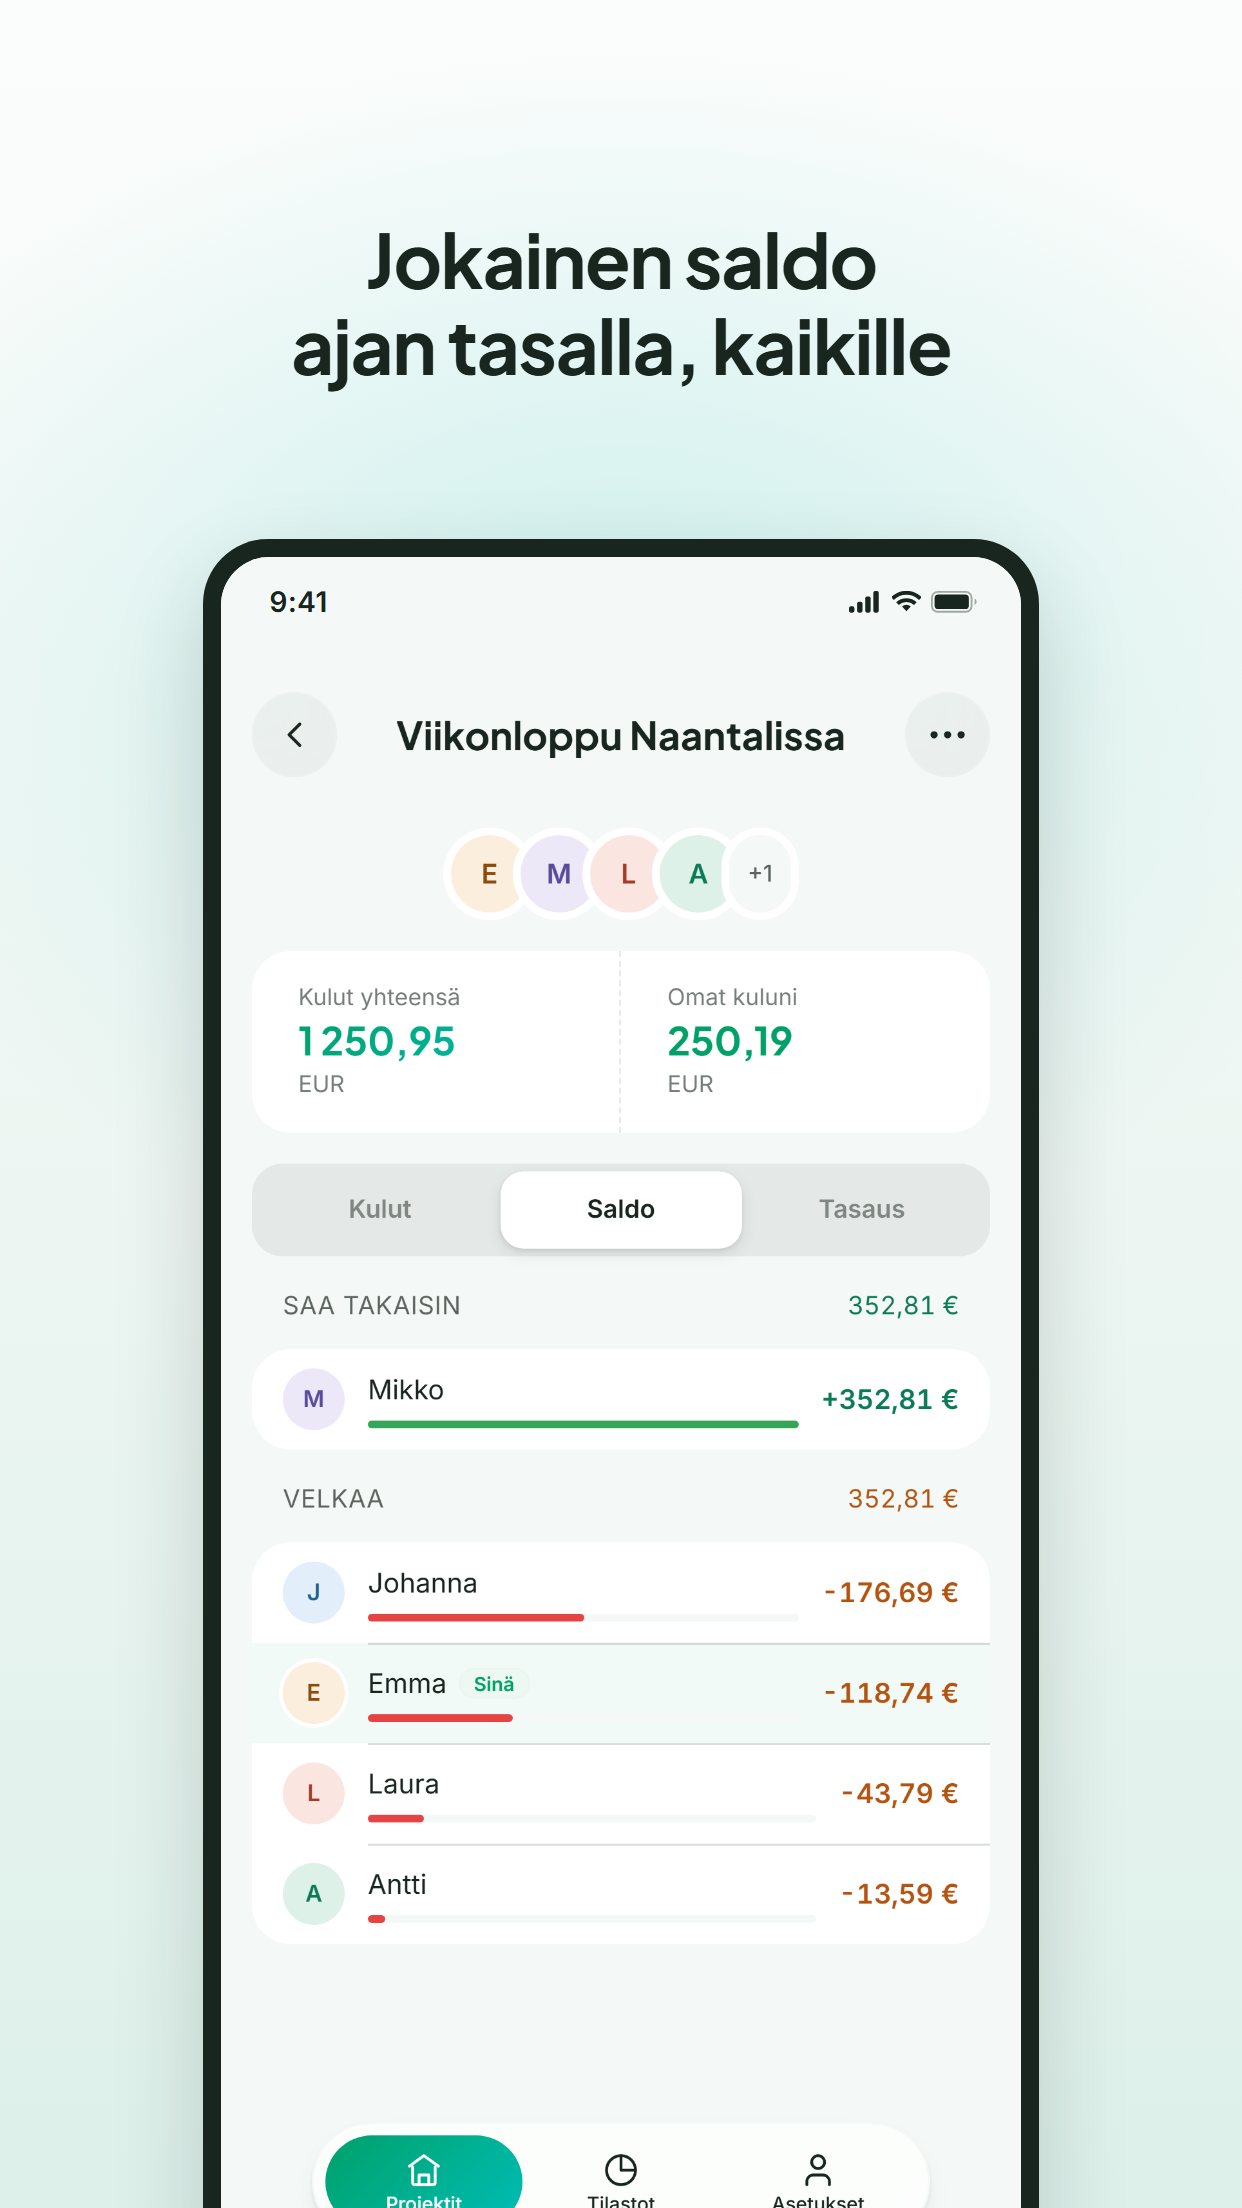 Jokainen saldo
ajan tasalla, kaikille
9:41
Viikonloppu Naantalissa
E M L A +1
Kulut yhteensä
1 250,95
EUR
Omat kuluni
250,19
EUR
Kulut Saldo Tasaus
SAA TAKAISIN 352,81 €
M Mikko +352,81 €
VELKAA 352,81 €
J Johanna -176,69 €
E Emma Sinä -118,74 €
L Laura -43,79 €
A Antti -13,59 €
Projektit Tilastot Asetukset